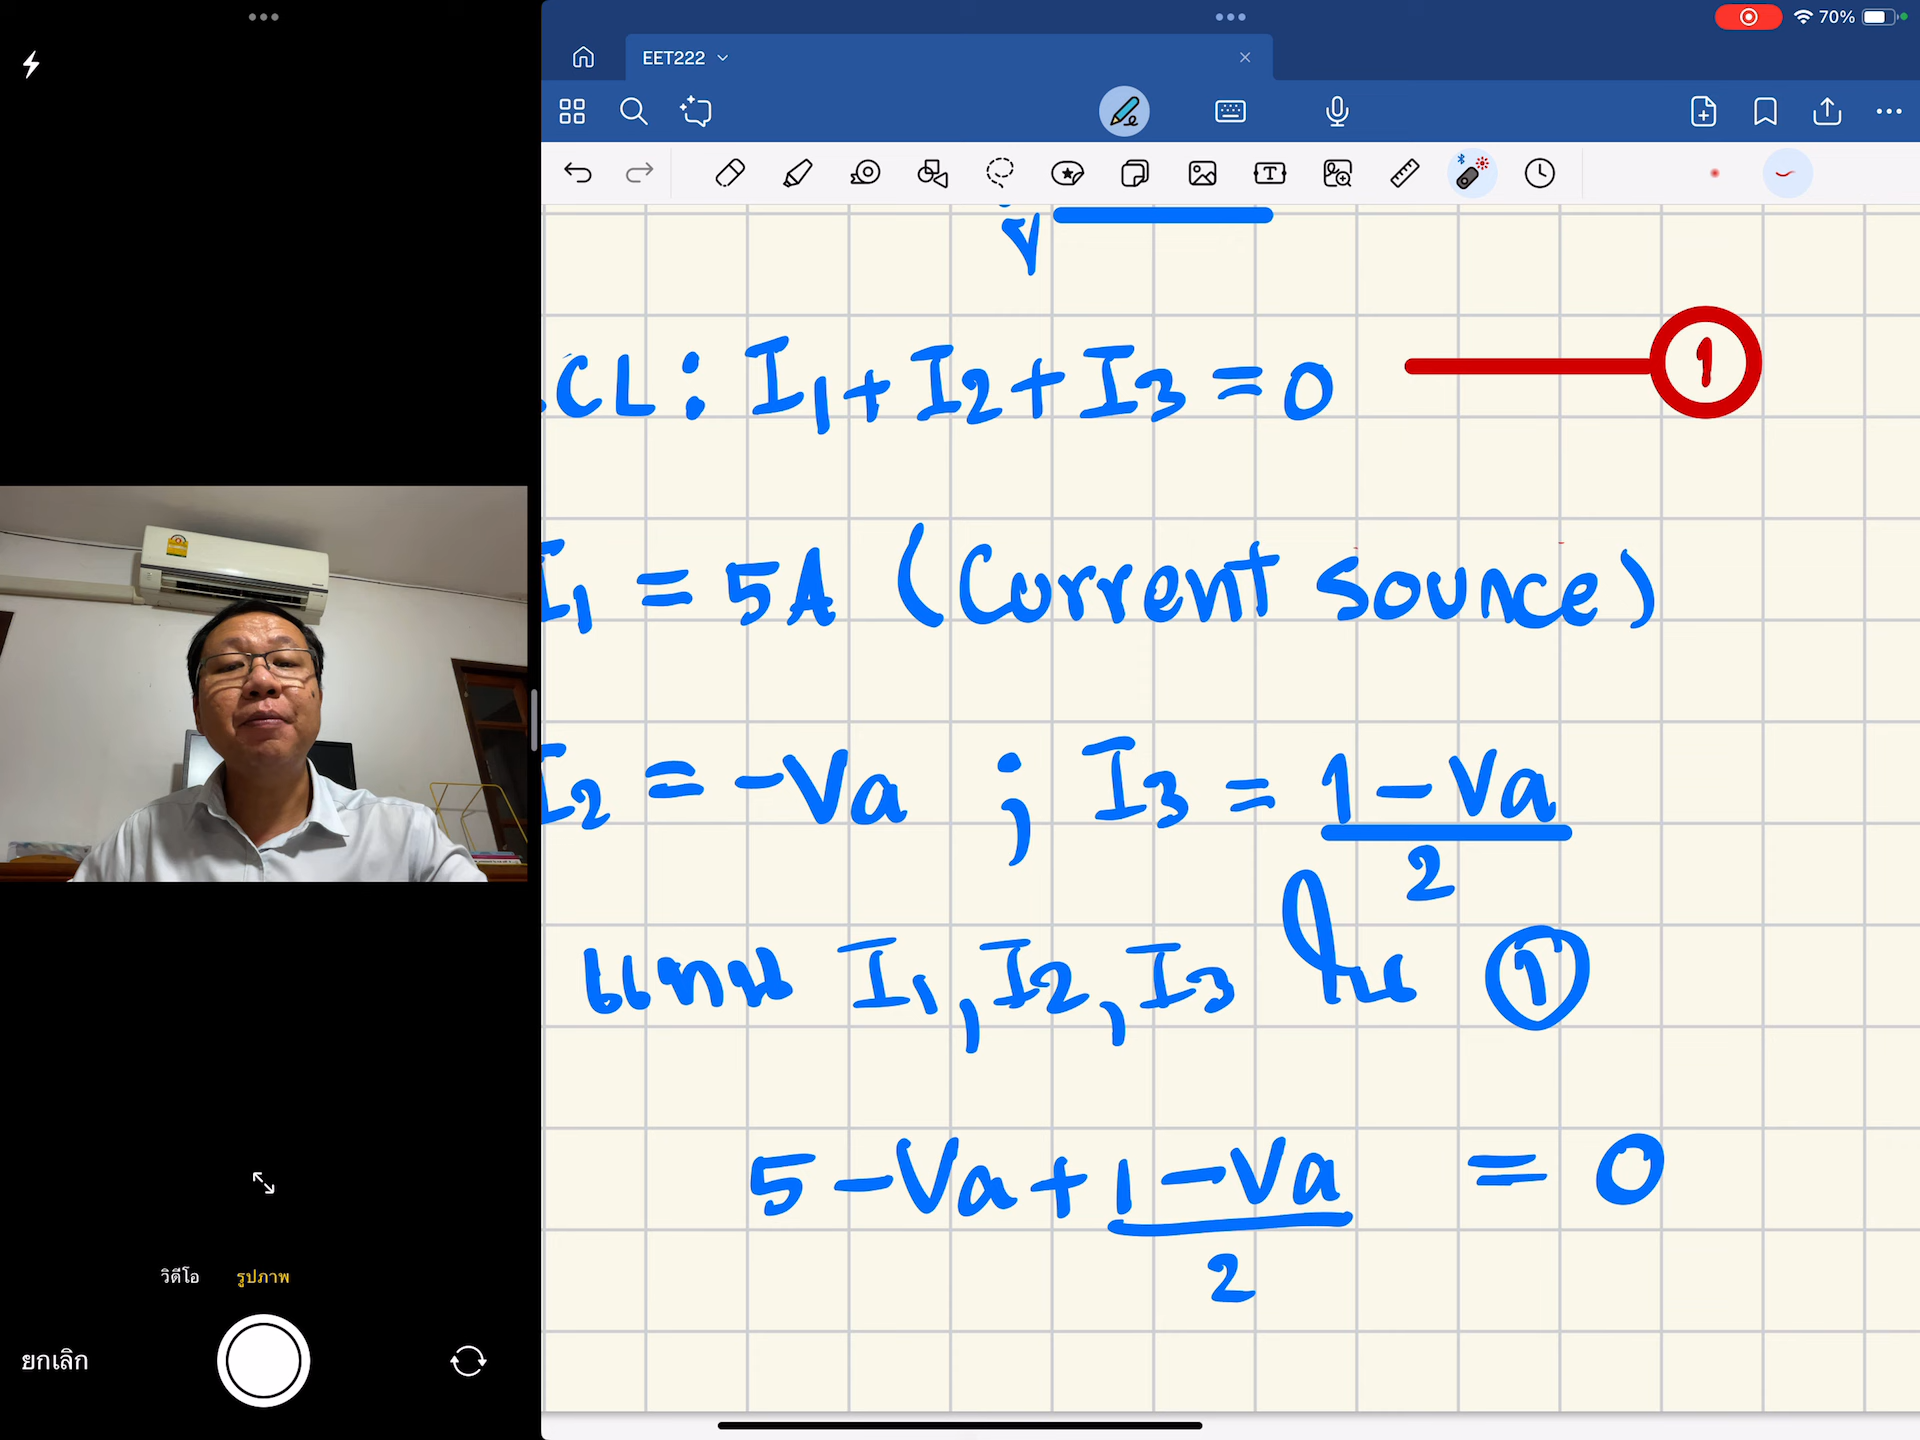 EET222
70%
V
CL: I1 + I2 + I3 = 0
1
I1 = 5A (Current source)
I2 = -Va ; I3 = 1 - Va / 2
แทน I1, I2, I3 ใน 1
5 - Va + 1 - Va / 2 = 0
วิดีโอ รูปภาพ
ยกเลิก